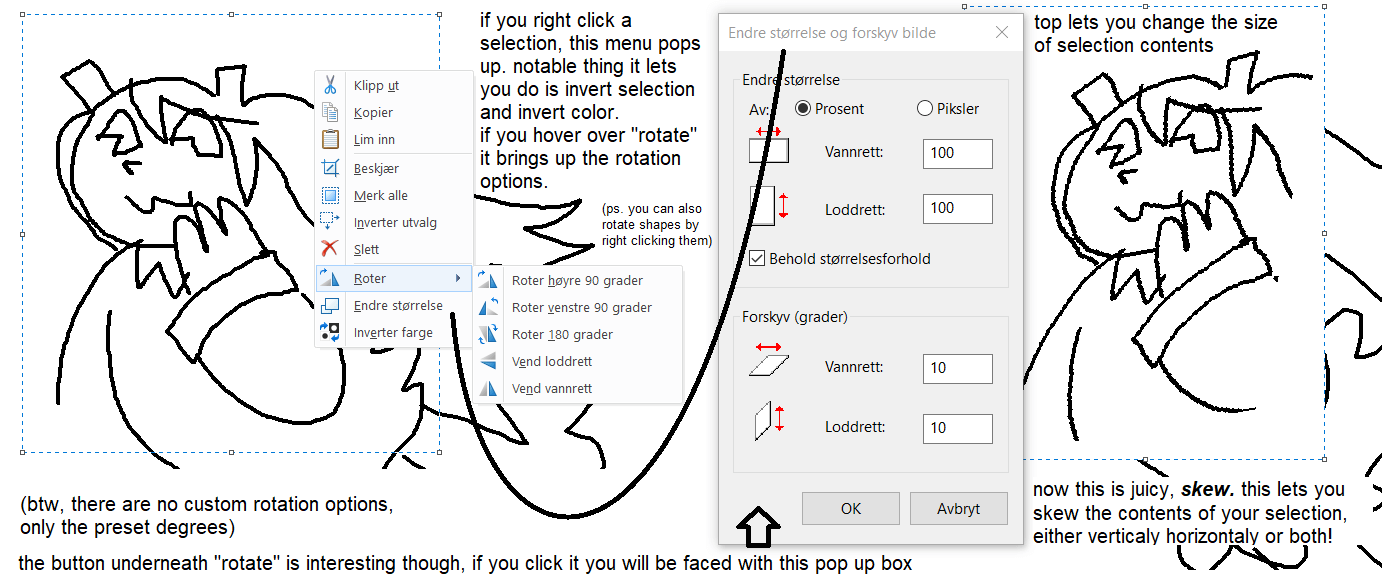 if you right click a
selection, this menu pops
up. notable thing it lets
you do is invert selection
and invert color.
if you hover over "rotate"
it brings up the rotation
options.
(ps. you can also
rotate shapes by
right clicking them)
Klipp ut
Kopier
Lim inn
Beskjær
Merk alle
Inverter utvalg
Slett
Roter
Endre størrelse
Inverter farge
Roter høyre 90 grader
Roter venstre 90 grader
Roter 180 grader
Vend loddrett
Vend vannrett
Endre størrelse og forskyv bilde
Endre størrelse
Av:
Prosent
Piksler
Vannrett:
100
Loddrett:
100
Behold størrelsesforhold
Forskyv (grader)
Vannrett:
10
Loddrett:
10
OK
Avbryt
top lets you change the size
of selection contents
now this is juicy, skew. this lets you
skew the contents of your selection,
either verticaly horizontaly or both!
(btw, there are no custom rotation options,
only the preset degrees)
the button underneath "rotate" is interesting though, if you click it you will be faced with this pop up box